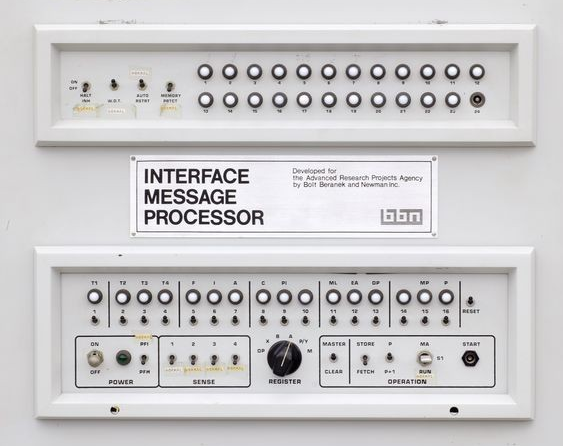 1 2 3 4 5 6 7 8 9 10 11 12
ON
OFF
HALT INH
W.D.T.
AUTO RETRY
MEMORY PRTCT
NORMAL
13 14 15 16 17 18 19 20 21 22 23 24
INTERFACE
MESSAGE
PROCESSOR
Developed for
the Advanced Research Projects Agency
by Bolt Beranek and Newman Inc.
bbn
T1 T2 T3 T4 F I A C PI ML EA DP MP P
1 2 3 4 5 6 7 8 9 10 11 12 13 14 15 16
RESET
ON
OFF
POWER
PFI
PFH
1 2 3 4
SENSE
OP X B A P/Y M
REGISTER
MASTER
CLEAR
STORE
FETCH
P
P+1
MA
S1
RUN
OPERATION
START